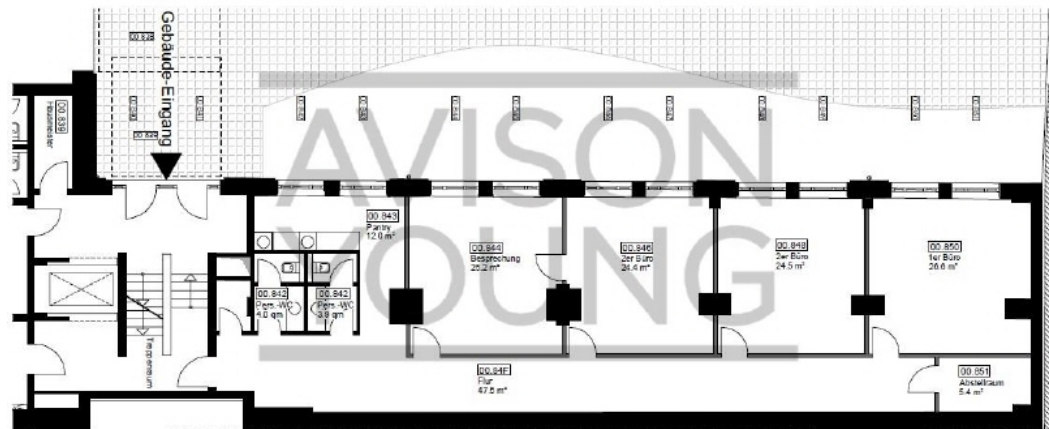 Gebäude-Eingang
00.839
Hausmeister
00.843
Pantry
12.0 m²
00.844
Besprechung
25.2 m²
00.846
2er Büro
24.4 m²
00.848
2er Büro
24.5 m²
00.850
1er Büro
26.6 m²
00.842
Pers.-WC
4.0 qm
00.842
Pers.-WC
3.9 qm
Treppenraum
00.84F
Flur
47.6 m²
00.851
Abstellraum
5.4 m²
AVISON
YOUNG